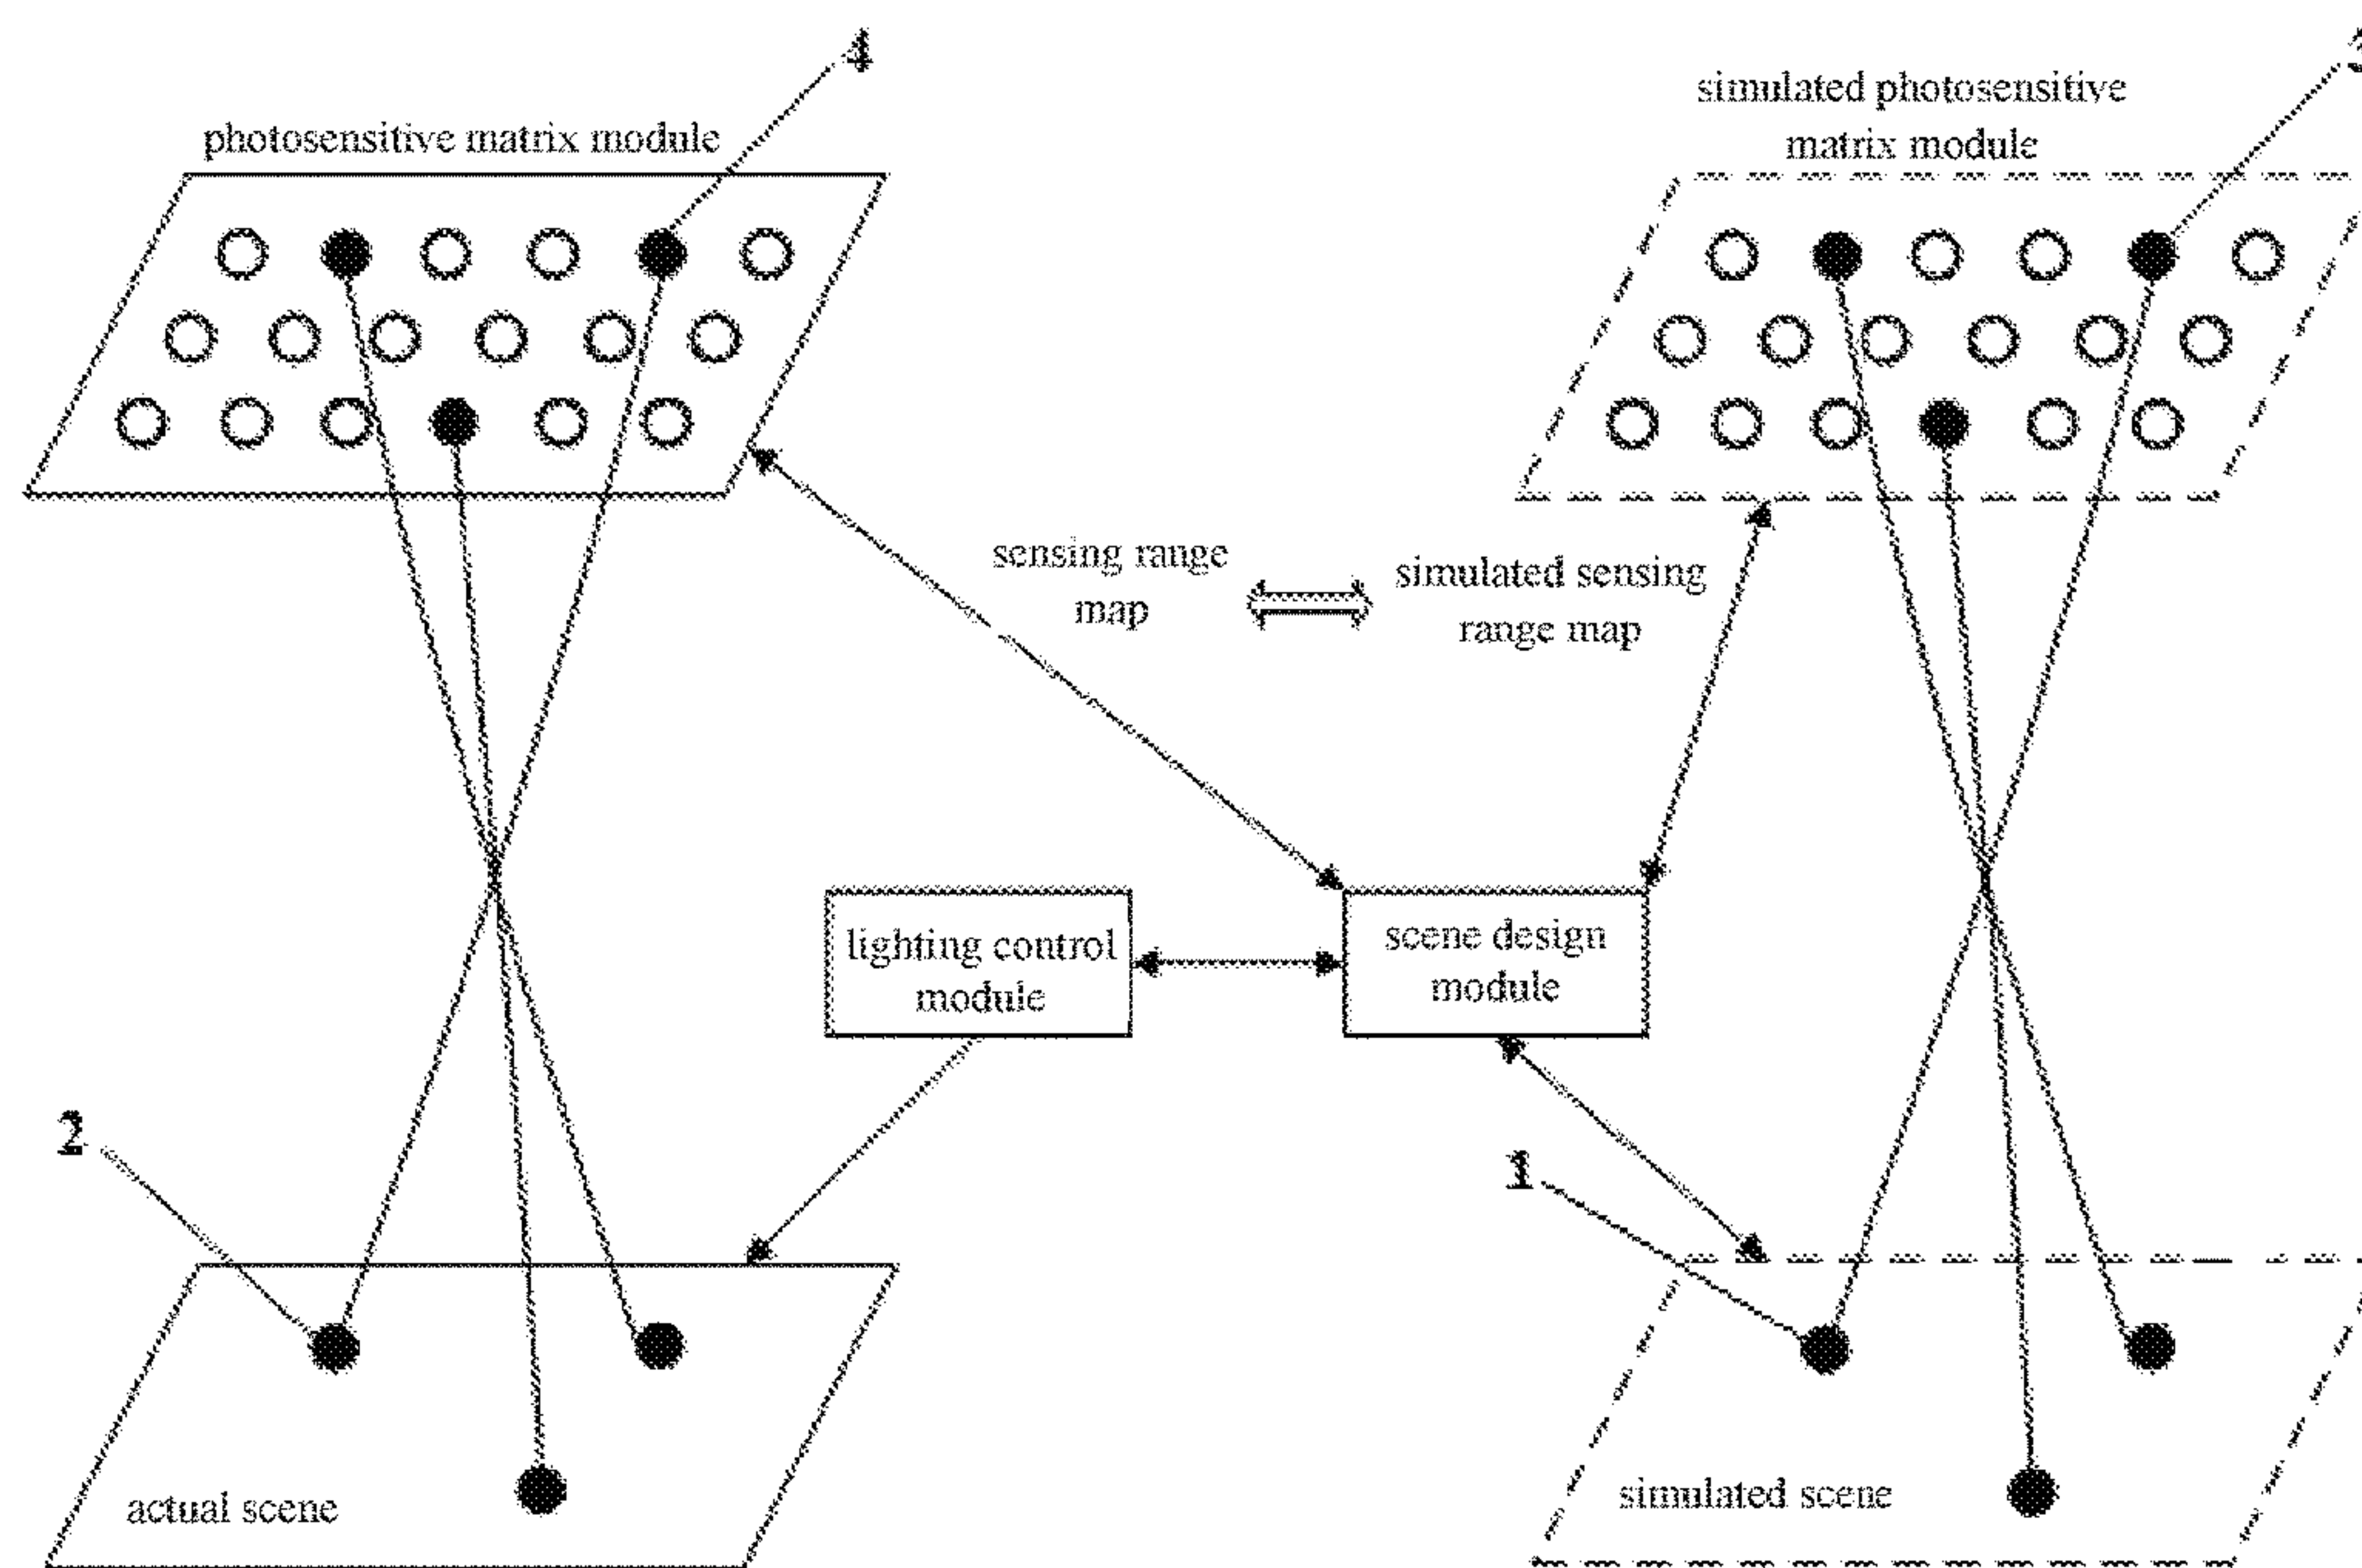 4
simulated photosensitive
matrix module
photosensitive matrix module
sensing range
map
simulated sensing
range map
lighting control
module
scene design
module
2
1
actual scene
simulated scene